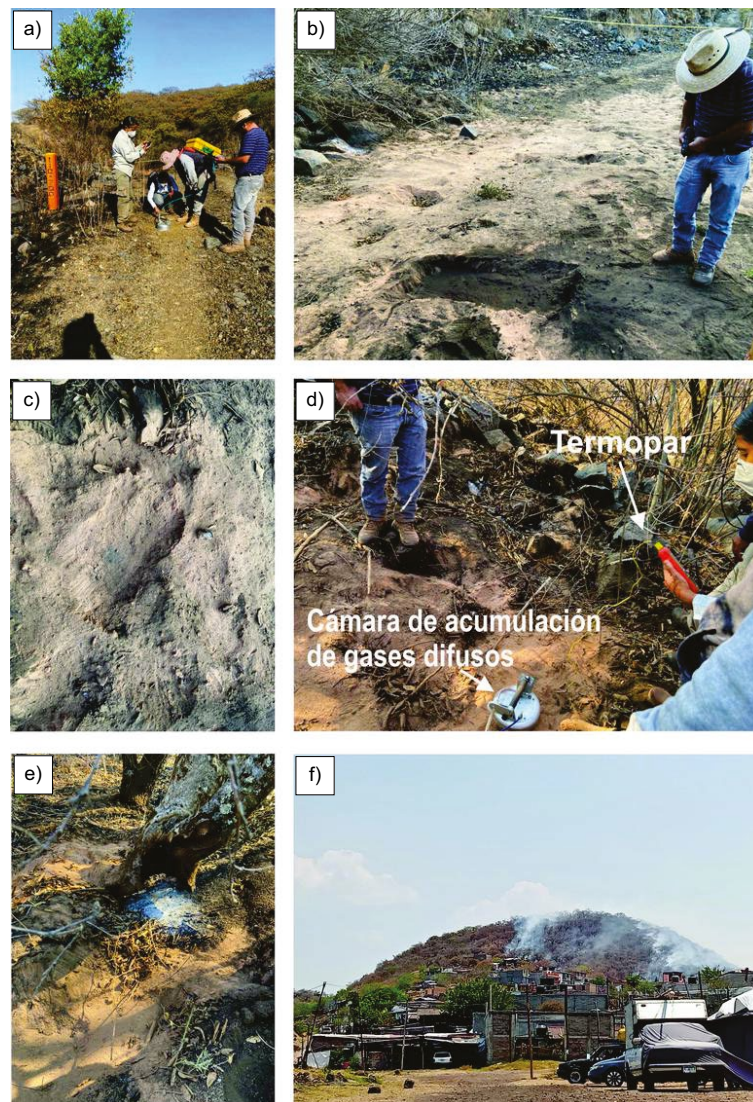 a)
b)
c)
d)
Termopar
Cámara de acumulación
de gases difusos
e)
f)